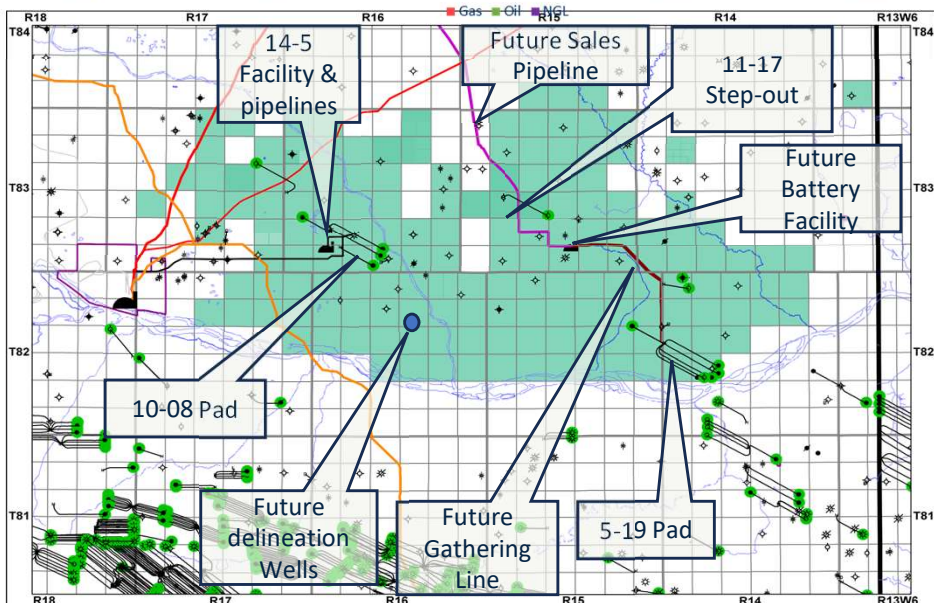 Gas Oil NGL
R18 R17 R16 R15 R14 R13W6
T84 T84
14-5
Facility &
pipelines
Future Sales
Pipeline
11-17
Step-out
Future
Battery
Facility
T83 T83
T82 T82
10-08 Pad
Future
delineation
Wells
Future
Gathering
Line
5-19 Pad
T81 T81
R18 R17 R16 R15 R14 R13W6